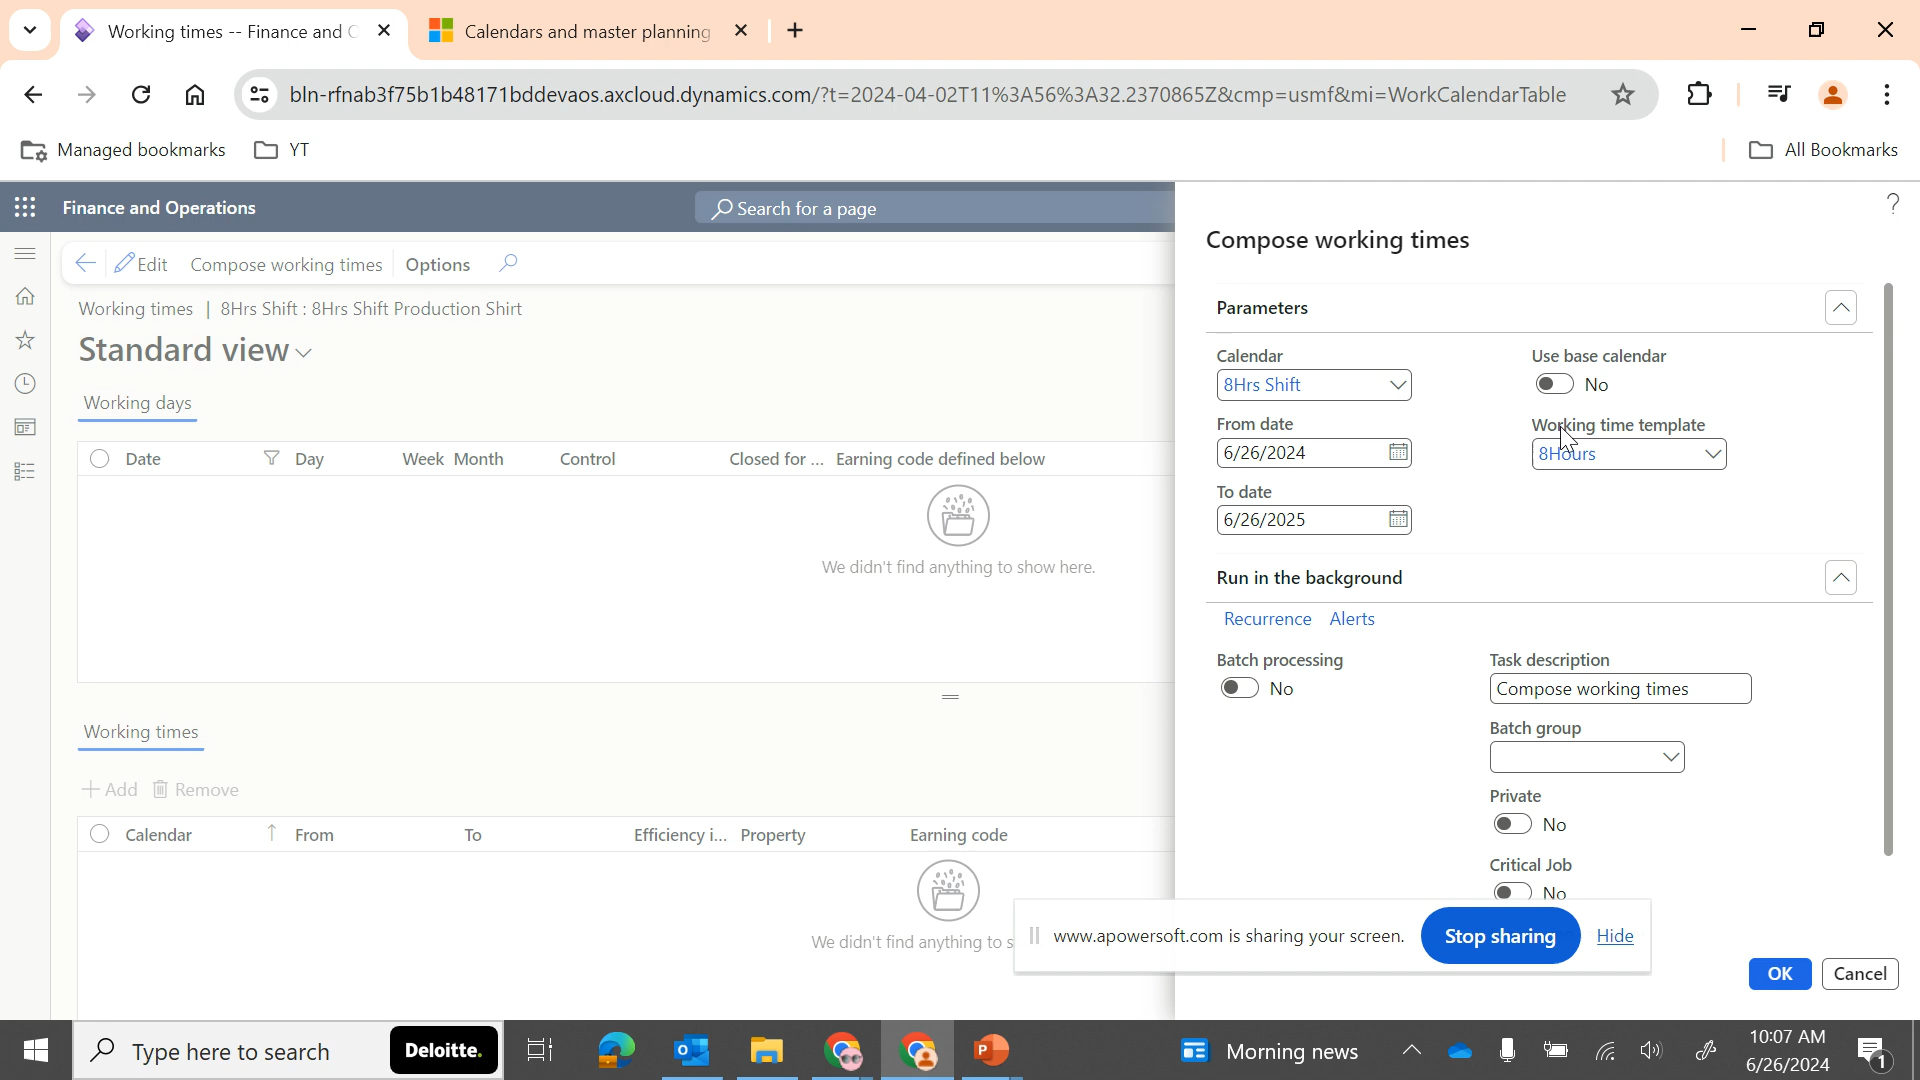 Working times -- Finance and C
Calendars and master planning
bln-rfnab3f75b1b48171bddevaos.axcloud.dynamics.com/?t=2024-04-02T11%3A56%3A32.2370865Z&cmp=usmf&mi=WorkCalendarTable
Managed bookmarks
YT
All Bookmarks
Finance and Operations
Search for a page
?
Edit
Compose working times
Options
Working times | 8Hrs Shift : 8Hrs Shift Production Shirt
Standard view
Working days
Date
Day
Week
Month
Control
Closed for ...
Earning code defined below
We didn't find anything to show here.
Working times
Add
Remove
Calendar
From
To
Efficiency i...
Property
Earning code
We didn't find anything to s
Compose working times
Parameters
Calendar
8Hrs Shift
Use base calendar
No
From date
6/26/2024
Working time template
8Hours
To date
6/26/2025
Run in the background
Recurrence
Alerts
Batch processing
No
Task description
Compose working times
Batch group
Private
No
Critical Job
No
www.apowersoft.com is sharing your screen.
Stop sharing
Hide
OK
Cancel
Type here to search
Deloitte.
Morning news
10:07 AM
6/26/2024
1